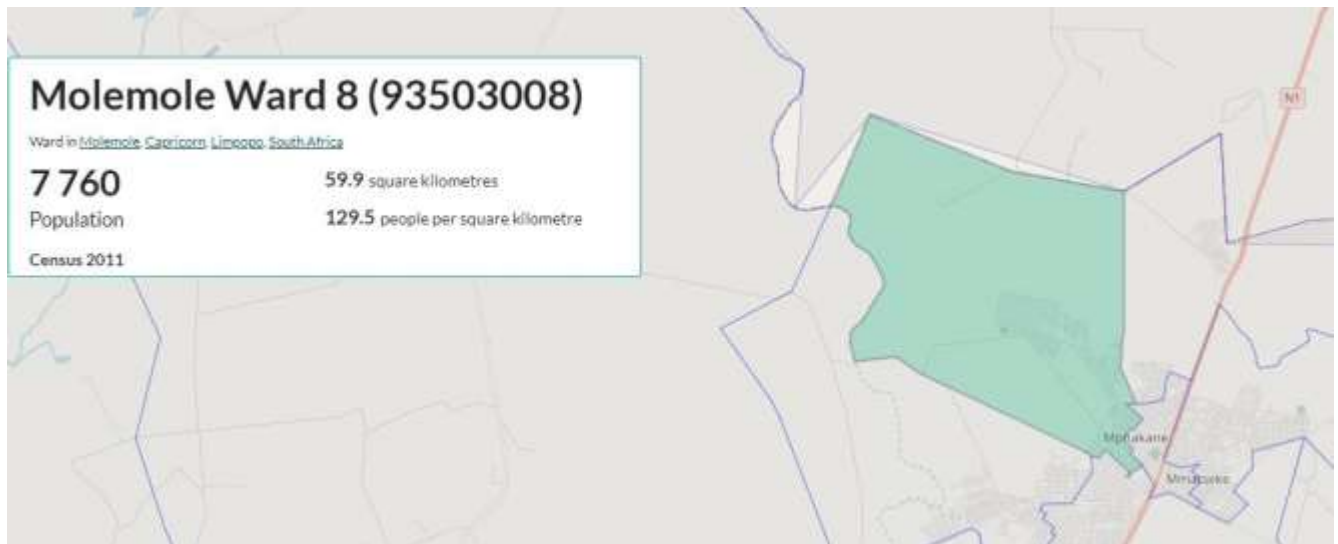 Molemole Ward 8 (93503008)
Ward in Molemole, Capricorn, Limpopo, South Africa
7 760
Population
59.9 square kilometres
129.5 people per square kilometre
Census 2011
N1
Mphakane